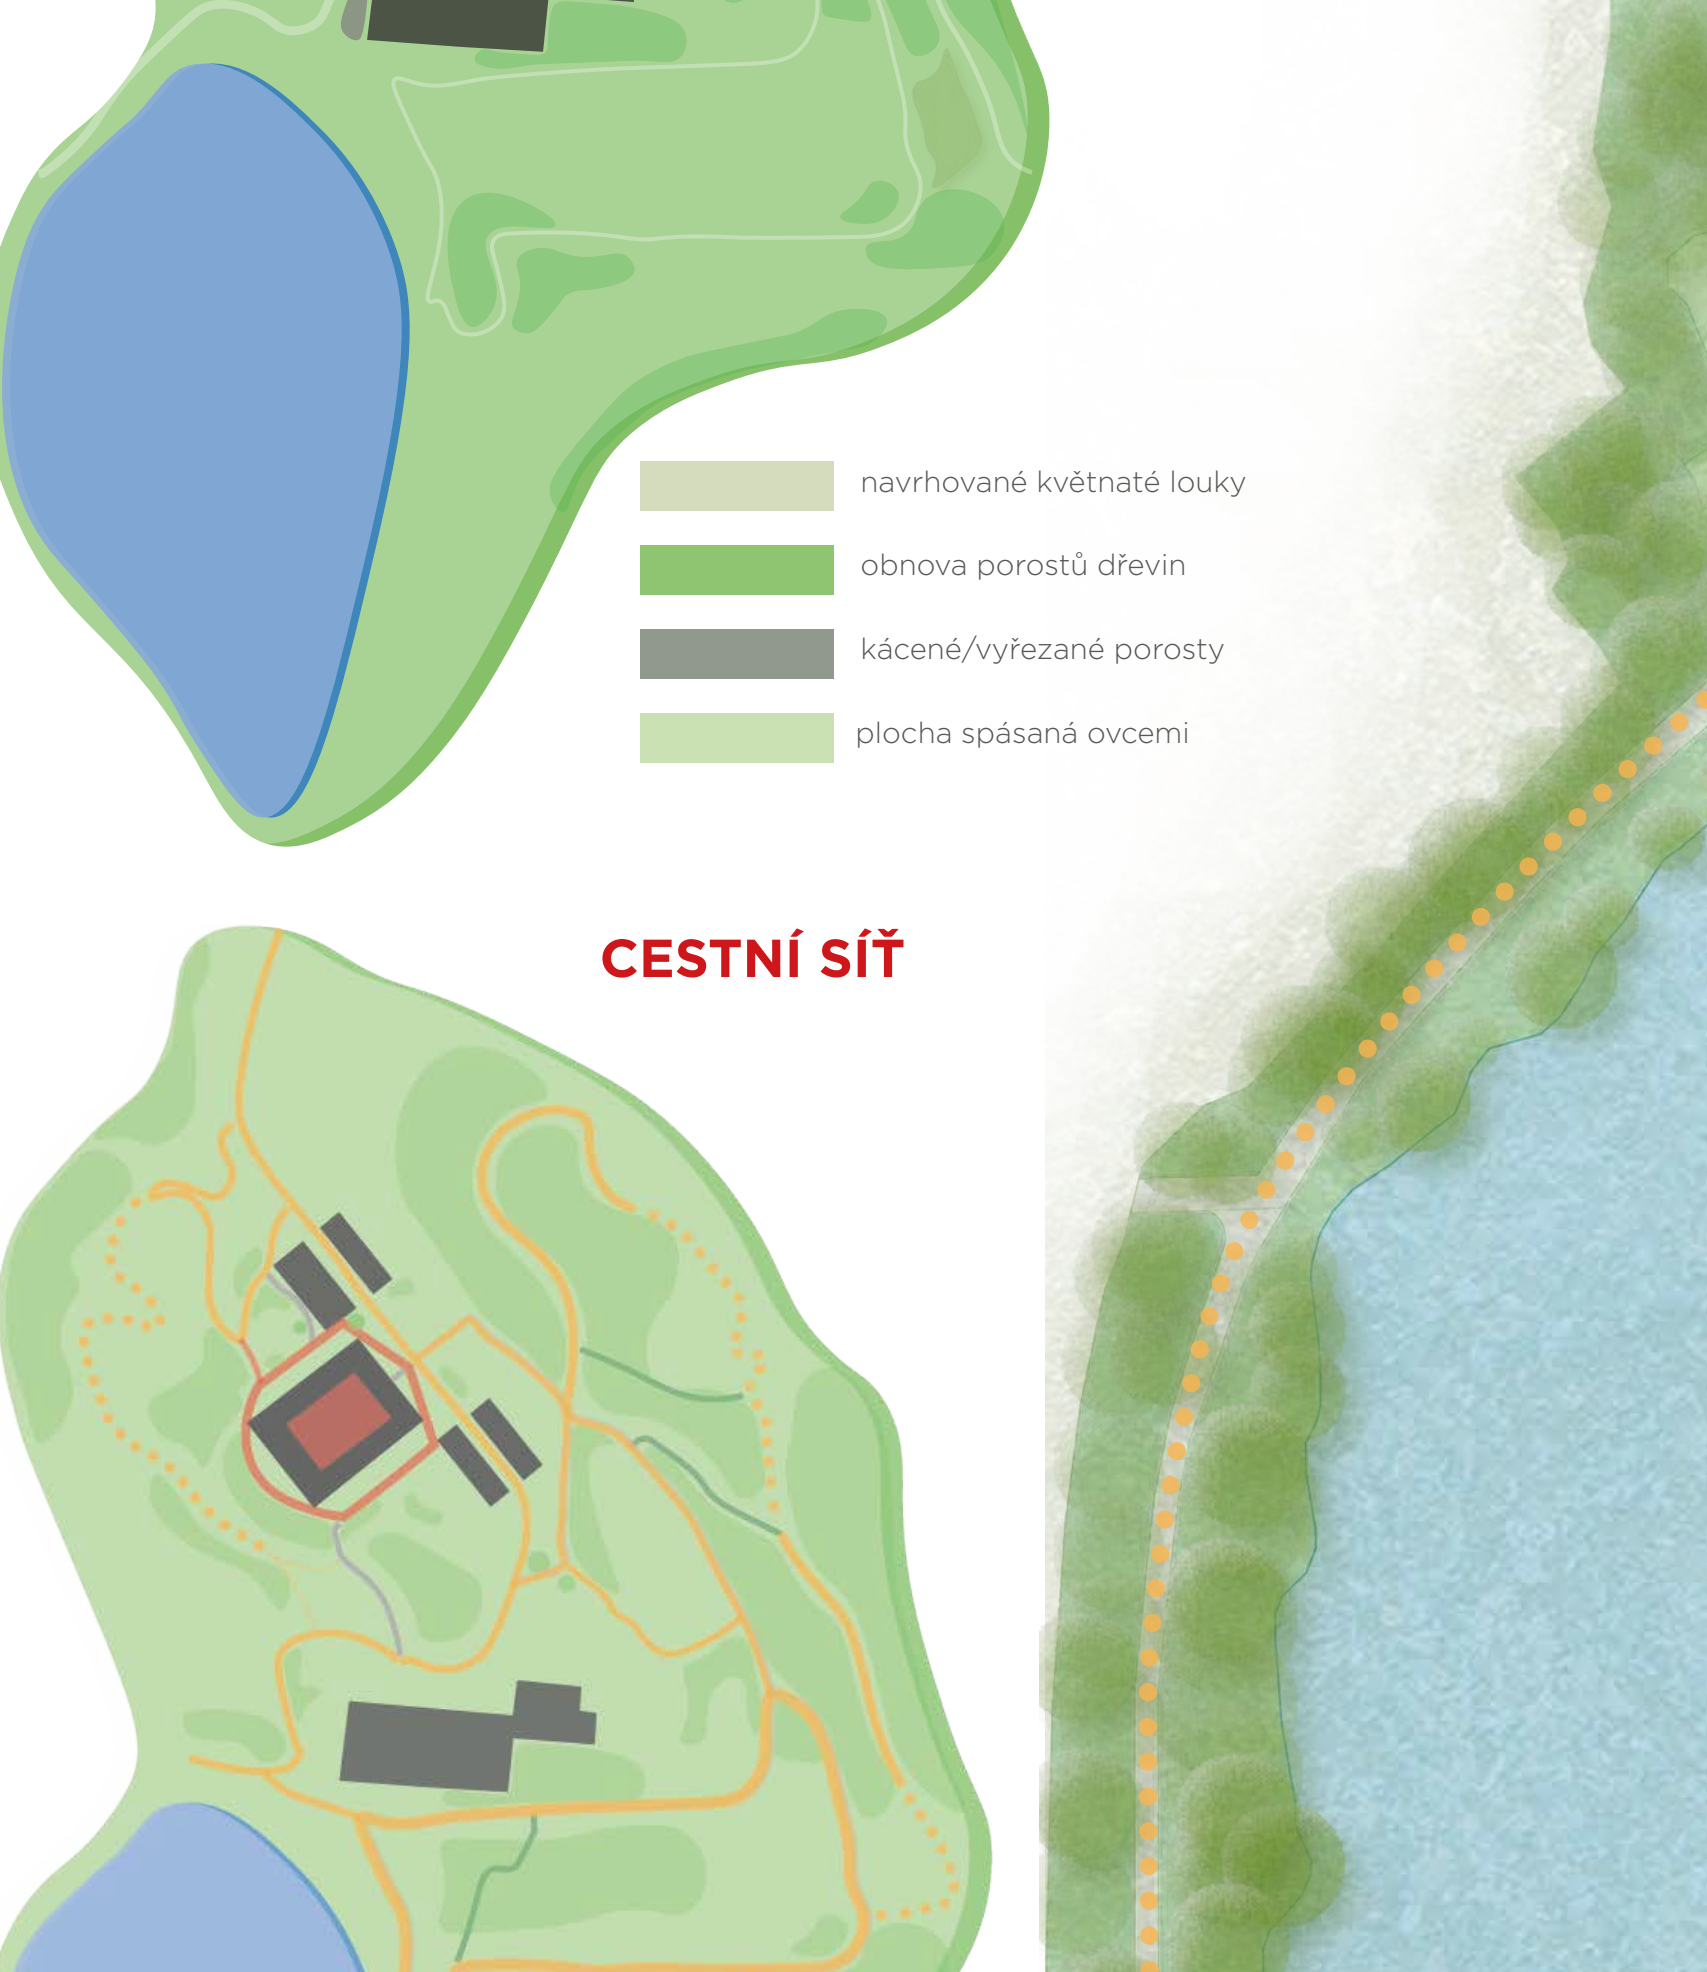 navrhované květnaté louky
obnova porostů dřevin
kácené/vyřezané porosty
plocha spásaná ovcemi
CESTNÍ SÍŤ